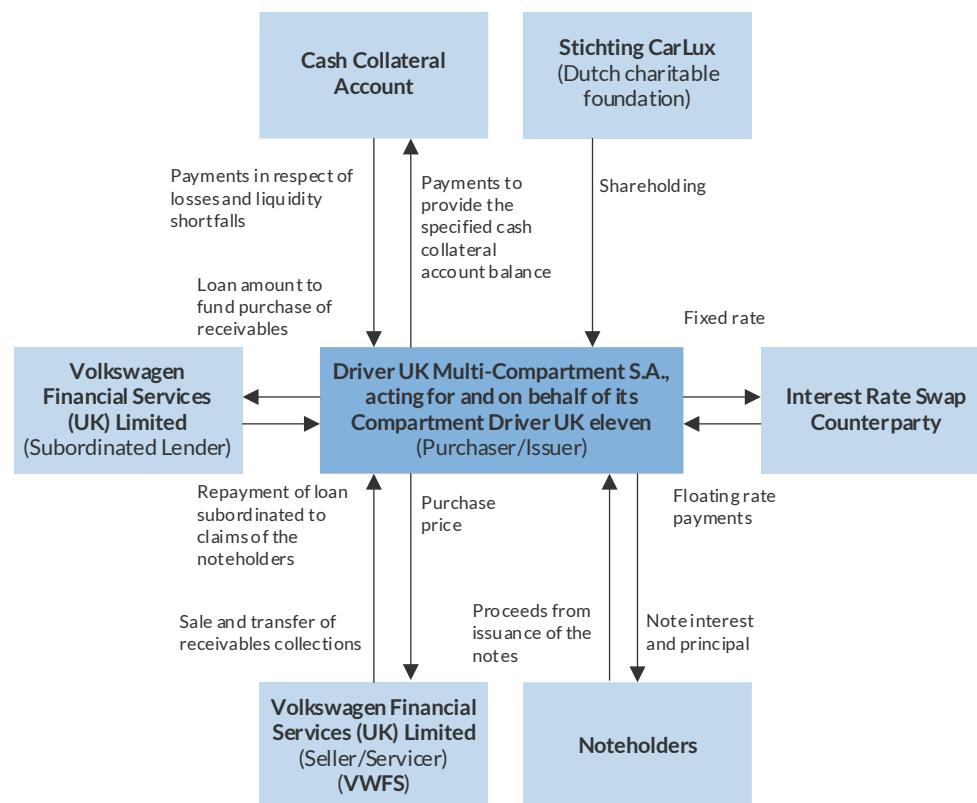 Cash Collateral
Account
Stichting CarLux
(Dutch charitable
foundation)
Payments in respect of
losses and liquidity
shortfalls
Payments to
provide the
specified cash
collateral
account balance
Shareholding
Loan amount to
fund purchase of
receivables
Fixed rate
Volkswagen
Financial Services
(UK) Limited
(Subordinated Lender)
Driver UK Multi-Compartment S.A.,
acting for and on behalf of its
Compartment Driver UK eleven
(Purchaser/Issuer)
Interest Rate Swap
Counterparty
Repayment of loan
subordinated to
claims of the
noteholders
Purchase
price
Floating rate
payments
Sale and transfer of
receivables collections
Proceeds from
issuance of the
notes
Note interest
and principal
Volkswagen Financial
Services (UK) Limited
(Seller/Servicer)
(VWFS)
Noteholders